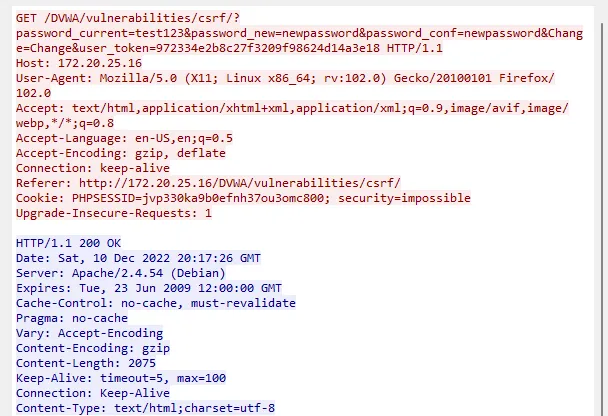 GET /DVWA/vulnerabilities/csrf/?
password_current=test123&password_new=newpassword&password_conf=newpassword&Chang
e=Change&user_token=972334e2b8c27f3209f98624d14a3e18 HTTP/1.1
Host: 172.20.25.16
User-Agent: Mozilla/5.0 (X11; Linux x86_64; rv:102.0) Gecko/20100101 Firefox/
102.0
Accept: text/html,application/xhtml+xml,application/xml;q=0.9,image/avif,image/
webp,*/*;q=0.8
Accept-Language: en-US,en;q=0.5
Accept-Encoding: gzip, deflate
Connection: keep-alive
Referer: http://172.20.25.16/DVWA/vulnerabilities/csrf/
Cookie: PHPSESSID=jvp330ka9b0efnh37ou3omc800; security=impossible
Upgrade-Insecure-Requests: 1
HTTP/1.1 200 OK
Date: Sat, 10 Dec 2022 20:17:26 GMT
Server: Apache/2.4.54 (Debian)
Expires: Tue, 23 Jun 2009 12:00:00 GMT
Cache-Control: no-cache, must-revalidate
Pragma: no-cache
Vary: Accept-Encoding
Content-Encoding: gzip
Content-Length: 2075
Keep-Alive: timeout=5, max=100
Connection: Keep-Alive
Content-Type: text/html;charset=utf-8